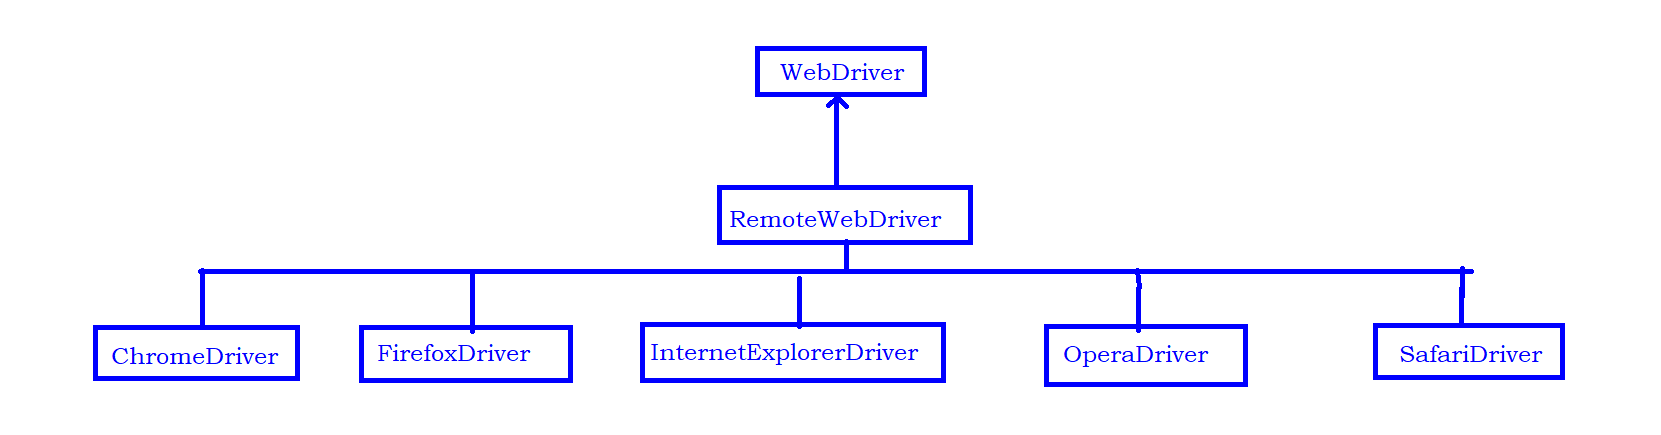 WebDriver
RemoteWebDriver
ChromeDriver
FirefoxDriver
InternetExplorerDriver
OperaDriver
SafariDriver